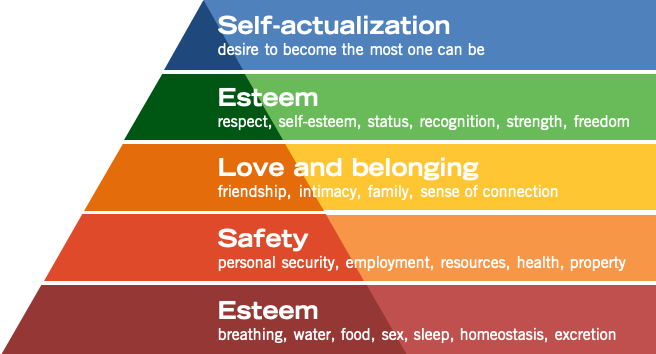 Self-actualization
desire to become the most one can be
Esteem
respect, self-esteem, status, recognition, strength, freedom
Love and belonging
friendship, intimacy, family, sense of connection
Safety
personal security, employment, resources, health, property
Esteem
breathing, water, food, sex, sleep, homeostasis, excretion